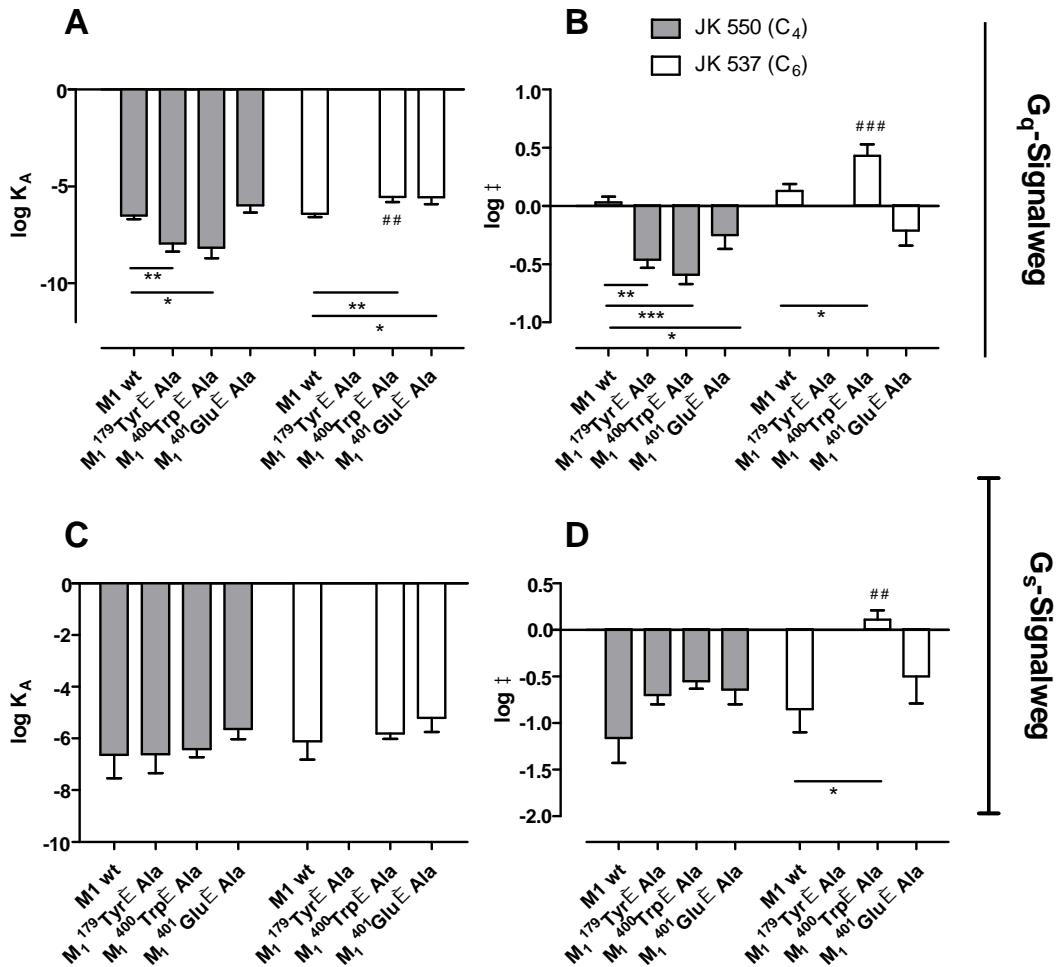 A
B
JK 550 (C4)
JK 537 (C6)
Gq-Signalweg
0
-5
-10
log KA
**
*
##
**
*
M1 wt
M1 179Tyr È Ala
M1 400Trp È Ala
M1 401Glu È Ala
M1 wt
M1 179Tyr È Ala
M1 400Trp È Ala
M1 401Glu È Ala
1.0
0.5
0.0
-0.5
-1.0
log ‡
###
**
***
*
*
M1 wt
M1 179Tyr È Ala
M1 400Trp È Ala
M1 401Glu È Ala
M1 wt
M1 179Tyr È Ala
M1 400Trp È Ala
M1 401Glu È Ala
C
D
Gs-Signalweg
0
-2
-4
-6
-8
-10
log KA
M1 wt
M1 179Tyr È Ala
M1 400Trp È Ala
M1 401Glu È Ala
M1 wt
M1 179Tyr È Ala
M1 400Trp È Ala
M1 401Glu È Ala
0.5
0.0
-0.5
-1.0
-1.5
-2.0
log ‡
##
*
M1 wt
M1 179Tyr È Ala
M1 400Trp È Ala
M1 401Glu È Ala
M1 wt
M1 179Tyr È Ala
M1 400Trp È Ala
M1 401Glu È Ala